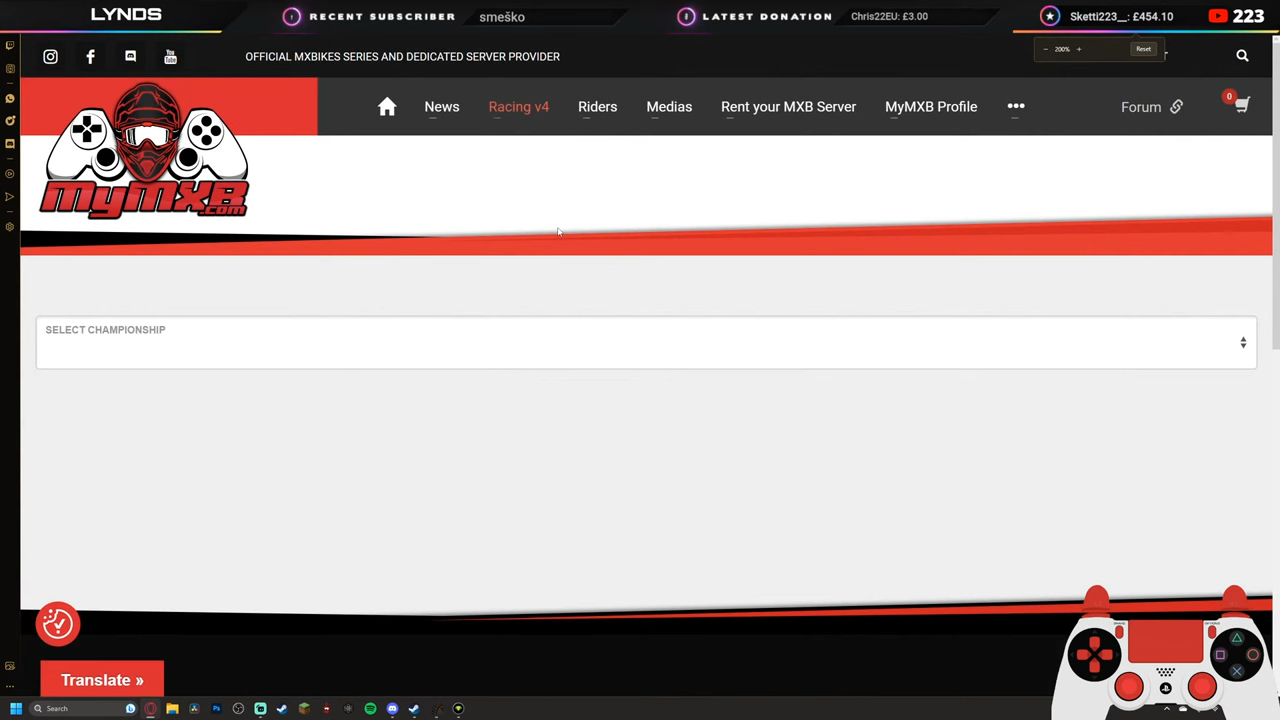 LYNDS
RECENT SUBSCRIBER smeško
LATEST DONATION Chris22EU: £3.00
Sketti223__: £454.10
223
OFFICIAL MXBIKES SERIES AND DEDICATED SERVER PROVIDER
200%
Reset
News
Racing v4
Riders
Medias
Rent your MXB Server
MyMXB Profile
Forum
0
MyMXB
.com
SELECT CHAMPIONSHIP
Translate »
Search